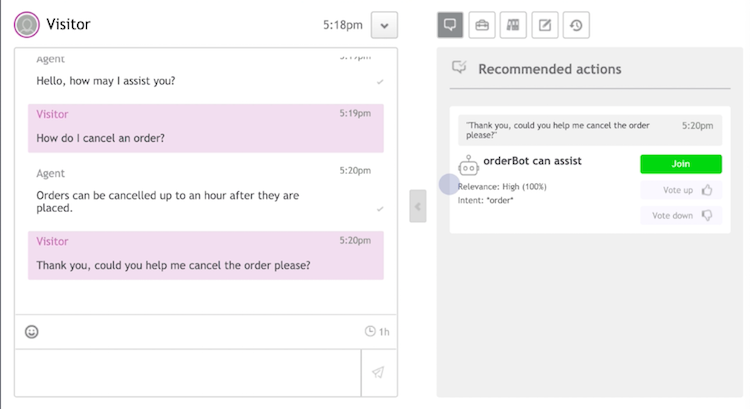 Visitor
5:18pm
Agent
Hello, how may I assist you?
Visitor
5:19pm
How do I cancel an order?
Agent
5:20pm
Orders can be cancelled up to an hour after they are
placed.
Visitor
5:20pm
Thank you, could you help me cancel the order please?
1h
Recommended actions
"Thank you, could you help me cancel the order
please?"
5:20pm
orderBot can assist
Join
Relevance: High (100%)
Vote up
Intent: *order*
Vote down